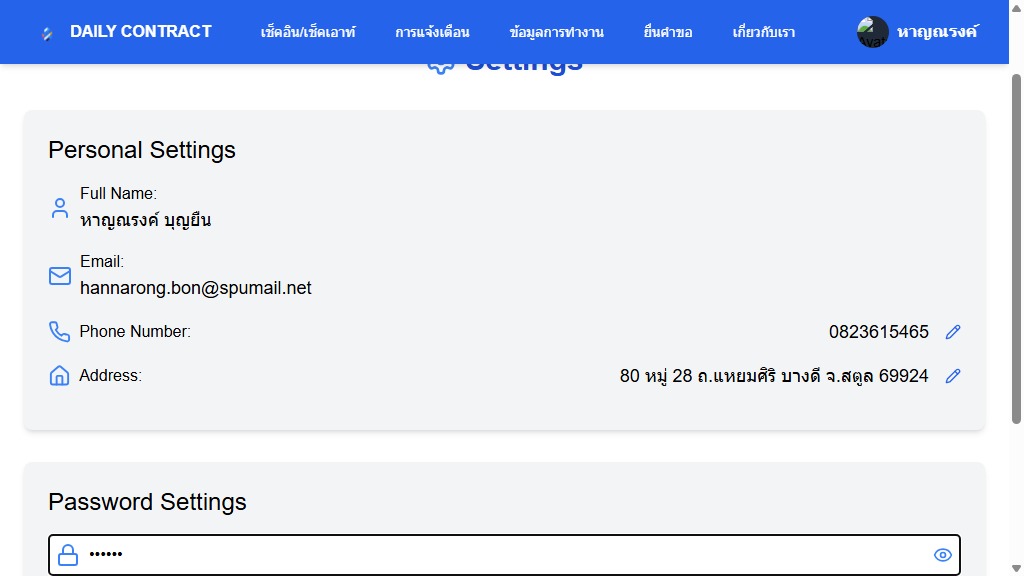 DAILY CONTRACT
เช็คอิน/เช็คเอาท์
การแจ้งเตือน
ข้อมูลการทำงาน
ยื่นคำขอ
เกี่ยวกับเรา
หาญณรงค์
Settings
Personal Settings
Full Name:
หาญณรงค์ บุญยืน
Email:
hannarong.bon@spumail.net
Phone Number:
0823615465
Address:
80 หมู่ 28 ถ.แหยมศิริ บางดี จ.สตูล 69924
Password Settings
••••••